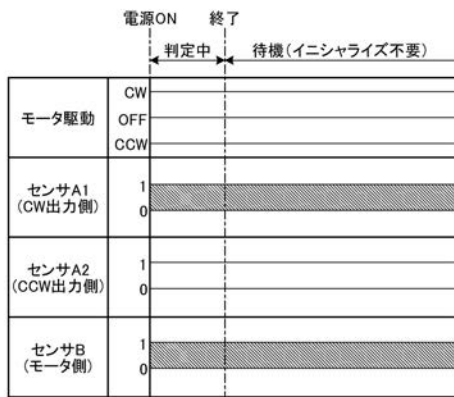 電源ON 終了
判定中 待機(イニシャライズ不要)
モータ駆動
CW
OFF
CCW
センサA1
(CW出力側)
1
0
センサA2
(CCW出力側)
1
0
センサB
(モータ側)
1
0